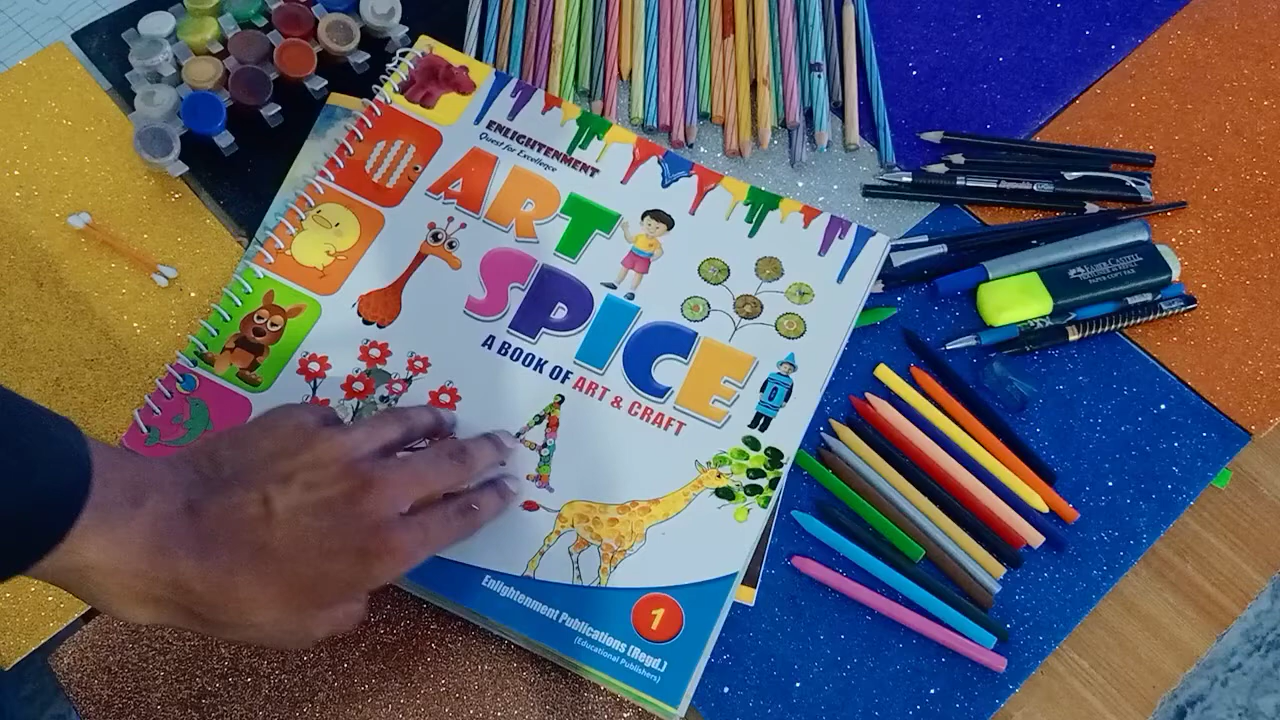 ENLIGHTENMENT
Quest for Excellence
ART
SPICE
A BOOK OF ART & CRAFT
Enlightenment Publications (Regd.)
(Educational Publishers)
1
FABER-CASTELL